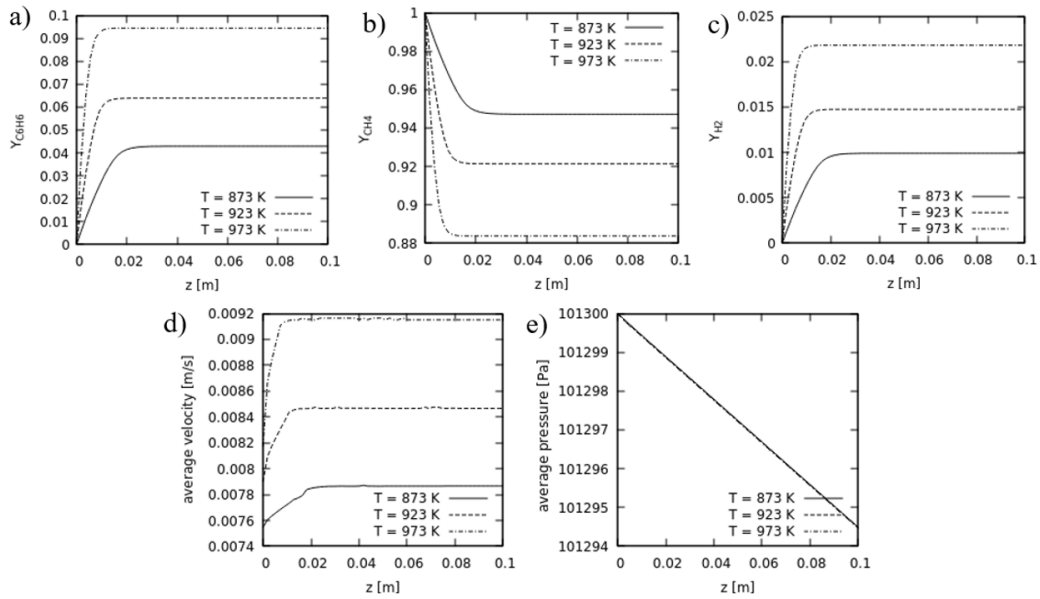 a)
0.1
0.09
0.08
0.07
0.06
0.05
0.04
0.03
0.02
0.01
0
Y_C6H6
T = 873 K
T = 923 K
T = 973 K
0 0.02 0.04 0.06 0.08 0.1
z [m]
b)
1
0.98
0.96
0.94
0.92
0.9
0.88
Y_CH4
T = 873 K
T = 923 K
T = 973 K
0 0.02 0.04 0.06 0.08 0.1
z [m]
c)
0.025
0.02
0.015
0.01
0.005
0
Y_H2
T = 873 K
T = 923 K
T = 973 K
0 0.02 0.04 0.06 0.08 0.1
z [m]
d)
0.0092
0.009
0.0088
0.0086
0.0084
0.0082
0.008
0.0078
0.0076
0.0074
average velocity [m/s]
T = 873 K
T = 923 K
T = 973 K
0 0.02 0.04 0.06 0.08 0.1
z [m]
e)
101300
101299
101298
101297
101296
101295
101294
average pressure [Pa]
T = 873 K
T = 923 K
T = 973 K
0 0.02 0.04 0.06 0.08 0.1
z [m]